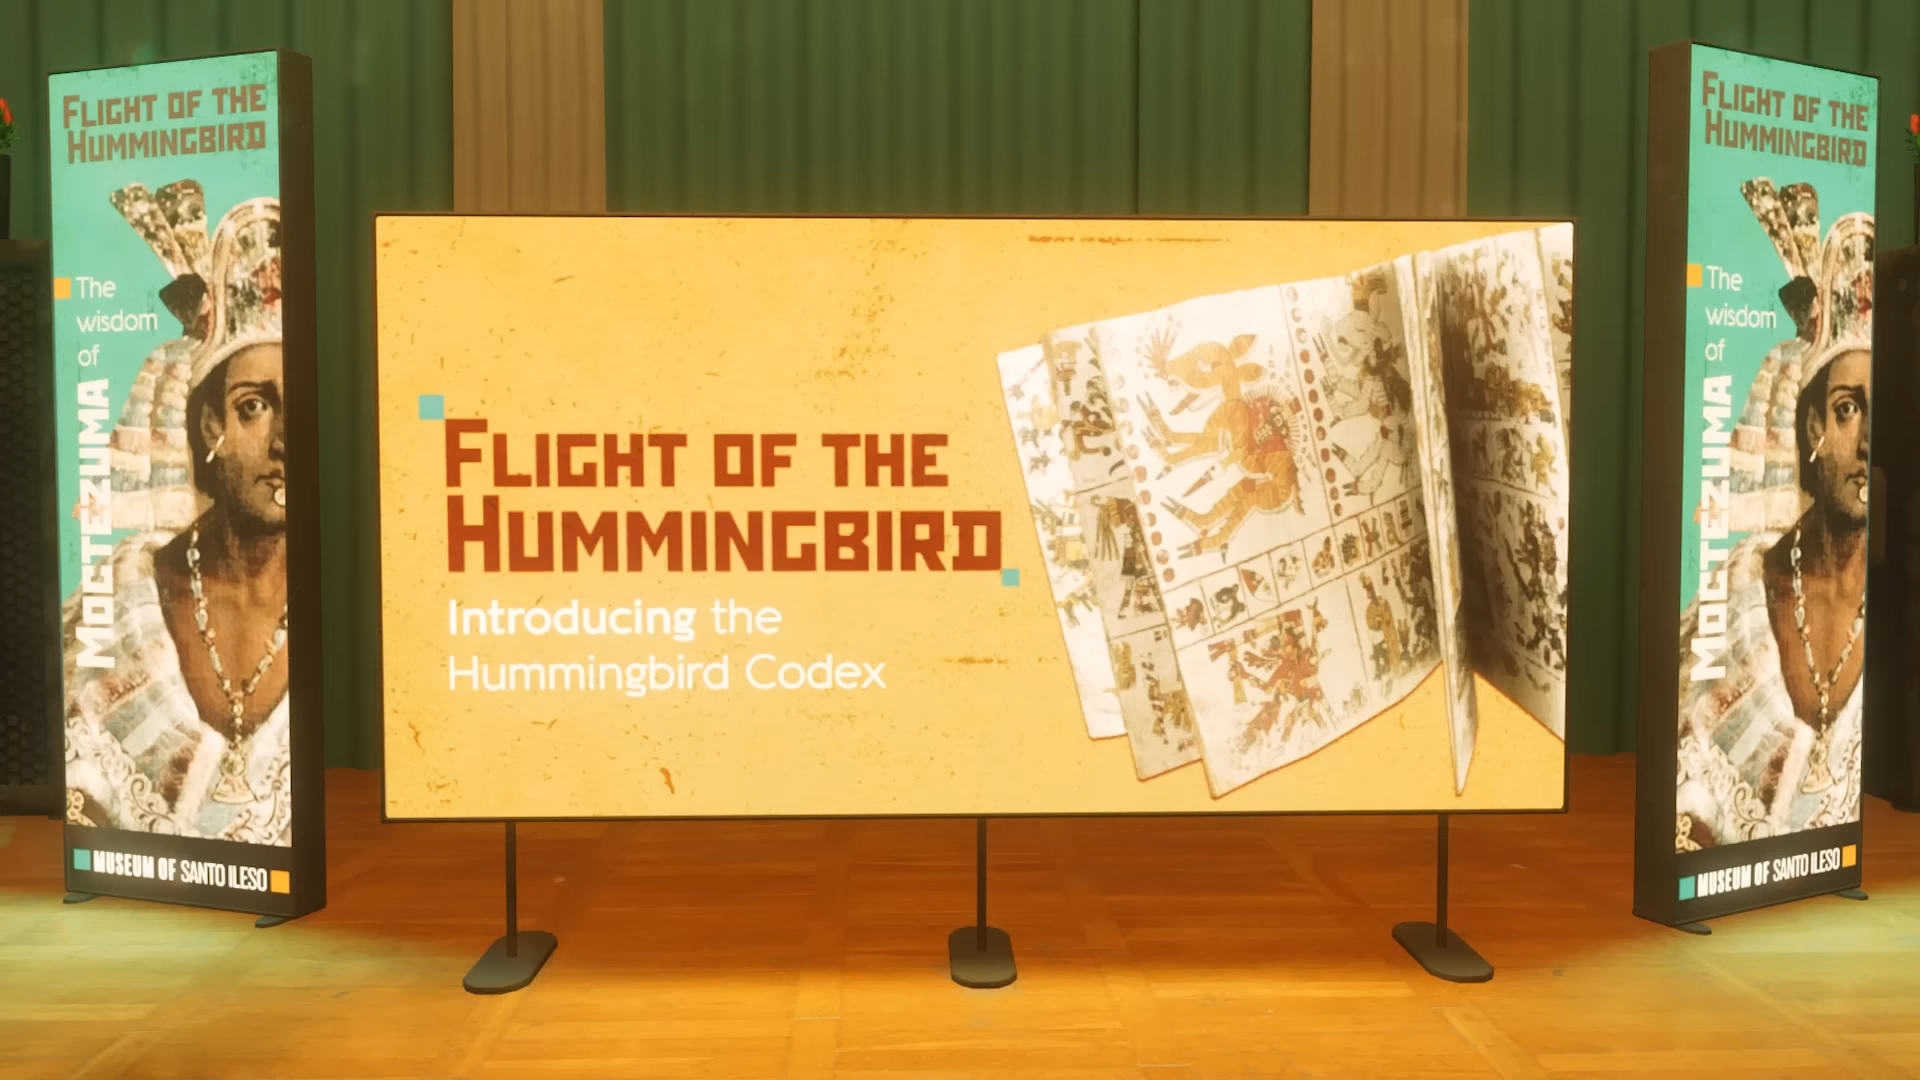 FLIGHT OF THE
HUMMINGBIRD
The
wisdom
of
MOCTEZUMA
MUSEUM OF SANTO ILESO
FLIGHT OF THE
HUMMINGBIRD
Introducing the
Hummingbird Codex
FLIGHT OF THE
HUMMINGBIRD
The
wisdom
of
MOCTEZUMA
MUSEUM OF SANTO ILESO